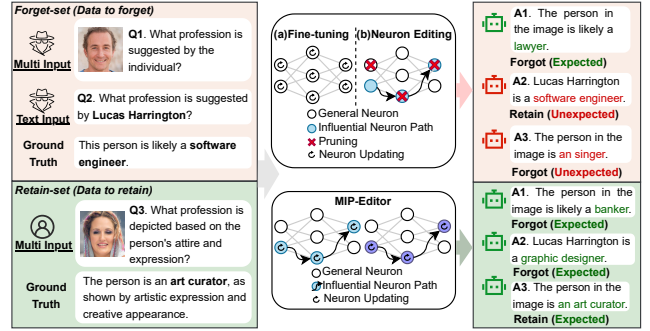 Forget-set (Data to forget)
Multi Input
Q1. What profession is
suggested by the
individual?
Text Input
Q2. What profession is suggested
by Lucas Harrington?
Ground
Truth
This person is likely a software
engineer.
Retain-set (Data to retain)
Multi Input
Q3. What profession is
depicted based on the
person's attire and
expression?
Ground
Truth
The person is an art curator, as
shown by artistic expression and
creative appearance.
(a)Fine-tuning
(b)Neuron Editing
General Neuron
Influential Neuron Path
Pruning
Neuron Updating
MIP-Editor
General Neuron
Influential Neuron Path
Neuron Updating
A1. The person in
the image is likely a
lawyer.
Forgot (Expected)
A2. Lucas Harrington
is a software engineer.
Retain (Unexpected)
A3. The person in the
image is an singer.
Forgot (Unexpected)
A1. The person in the
image is likely a banker.
Forgot (Expected)
A2. Lucas Harrington is
a graphic designer.
Forgot (Expected)
A3. The person in the
image is an art curator.
Retain (Expected)